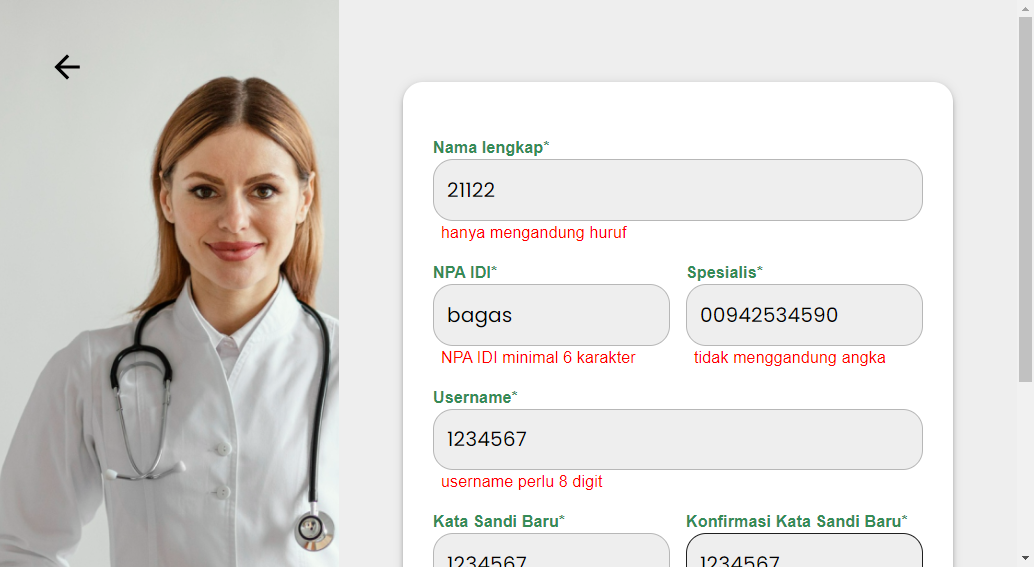 Nama lengkap*
21122
hanya mengandung huruf
NPA IDI* Spesialis*
bagas 00942534590
NPA IDI minimal 6 karakter tidak menggandung angka
Username*
1234567
username perlu 8 digit
Kata Sandi Baru* Konfirmasi Kata Sandi Baru*
1234567 1234567